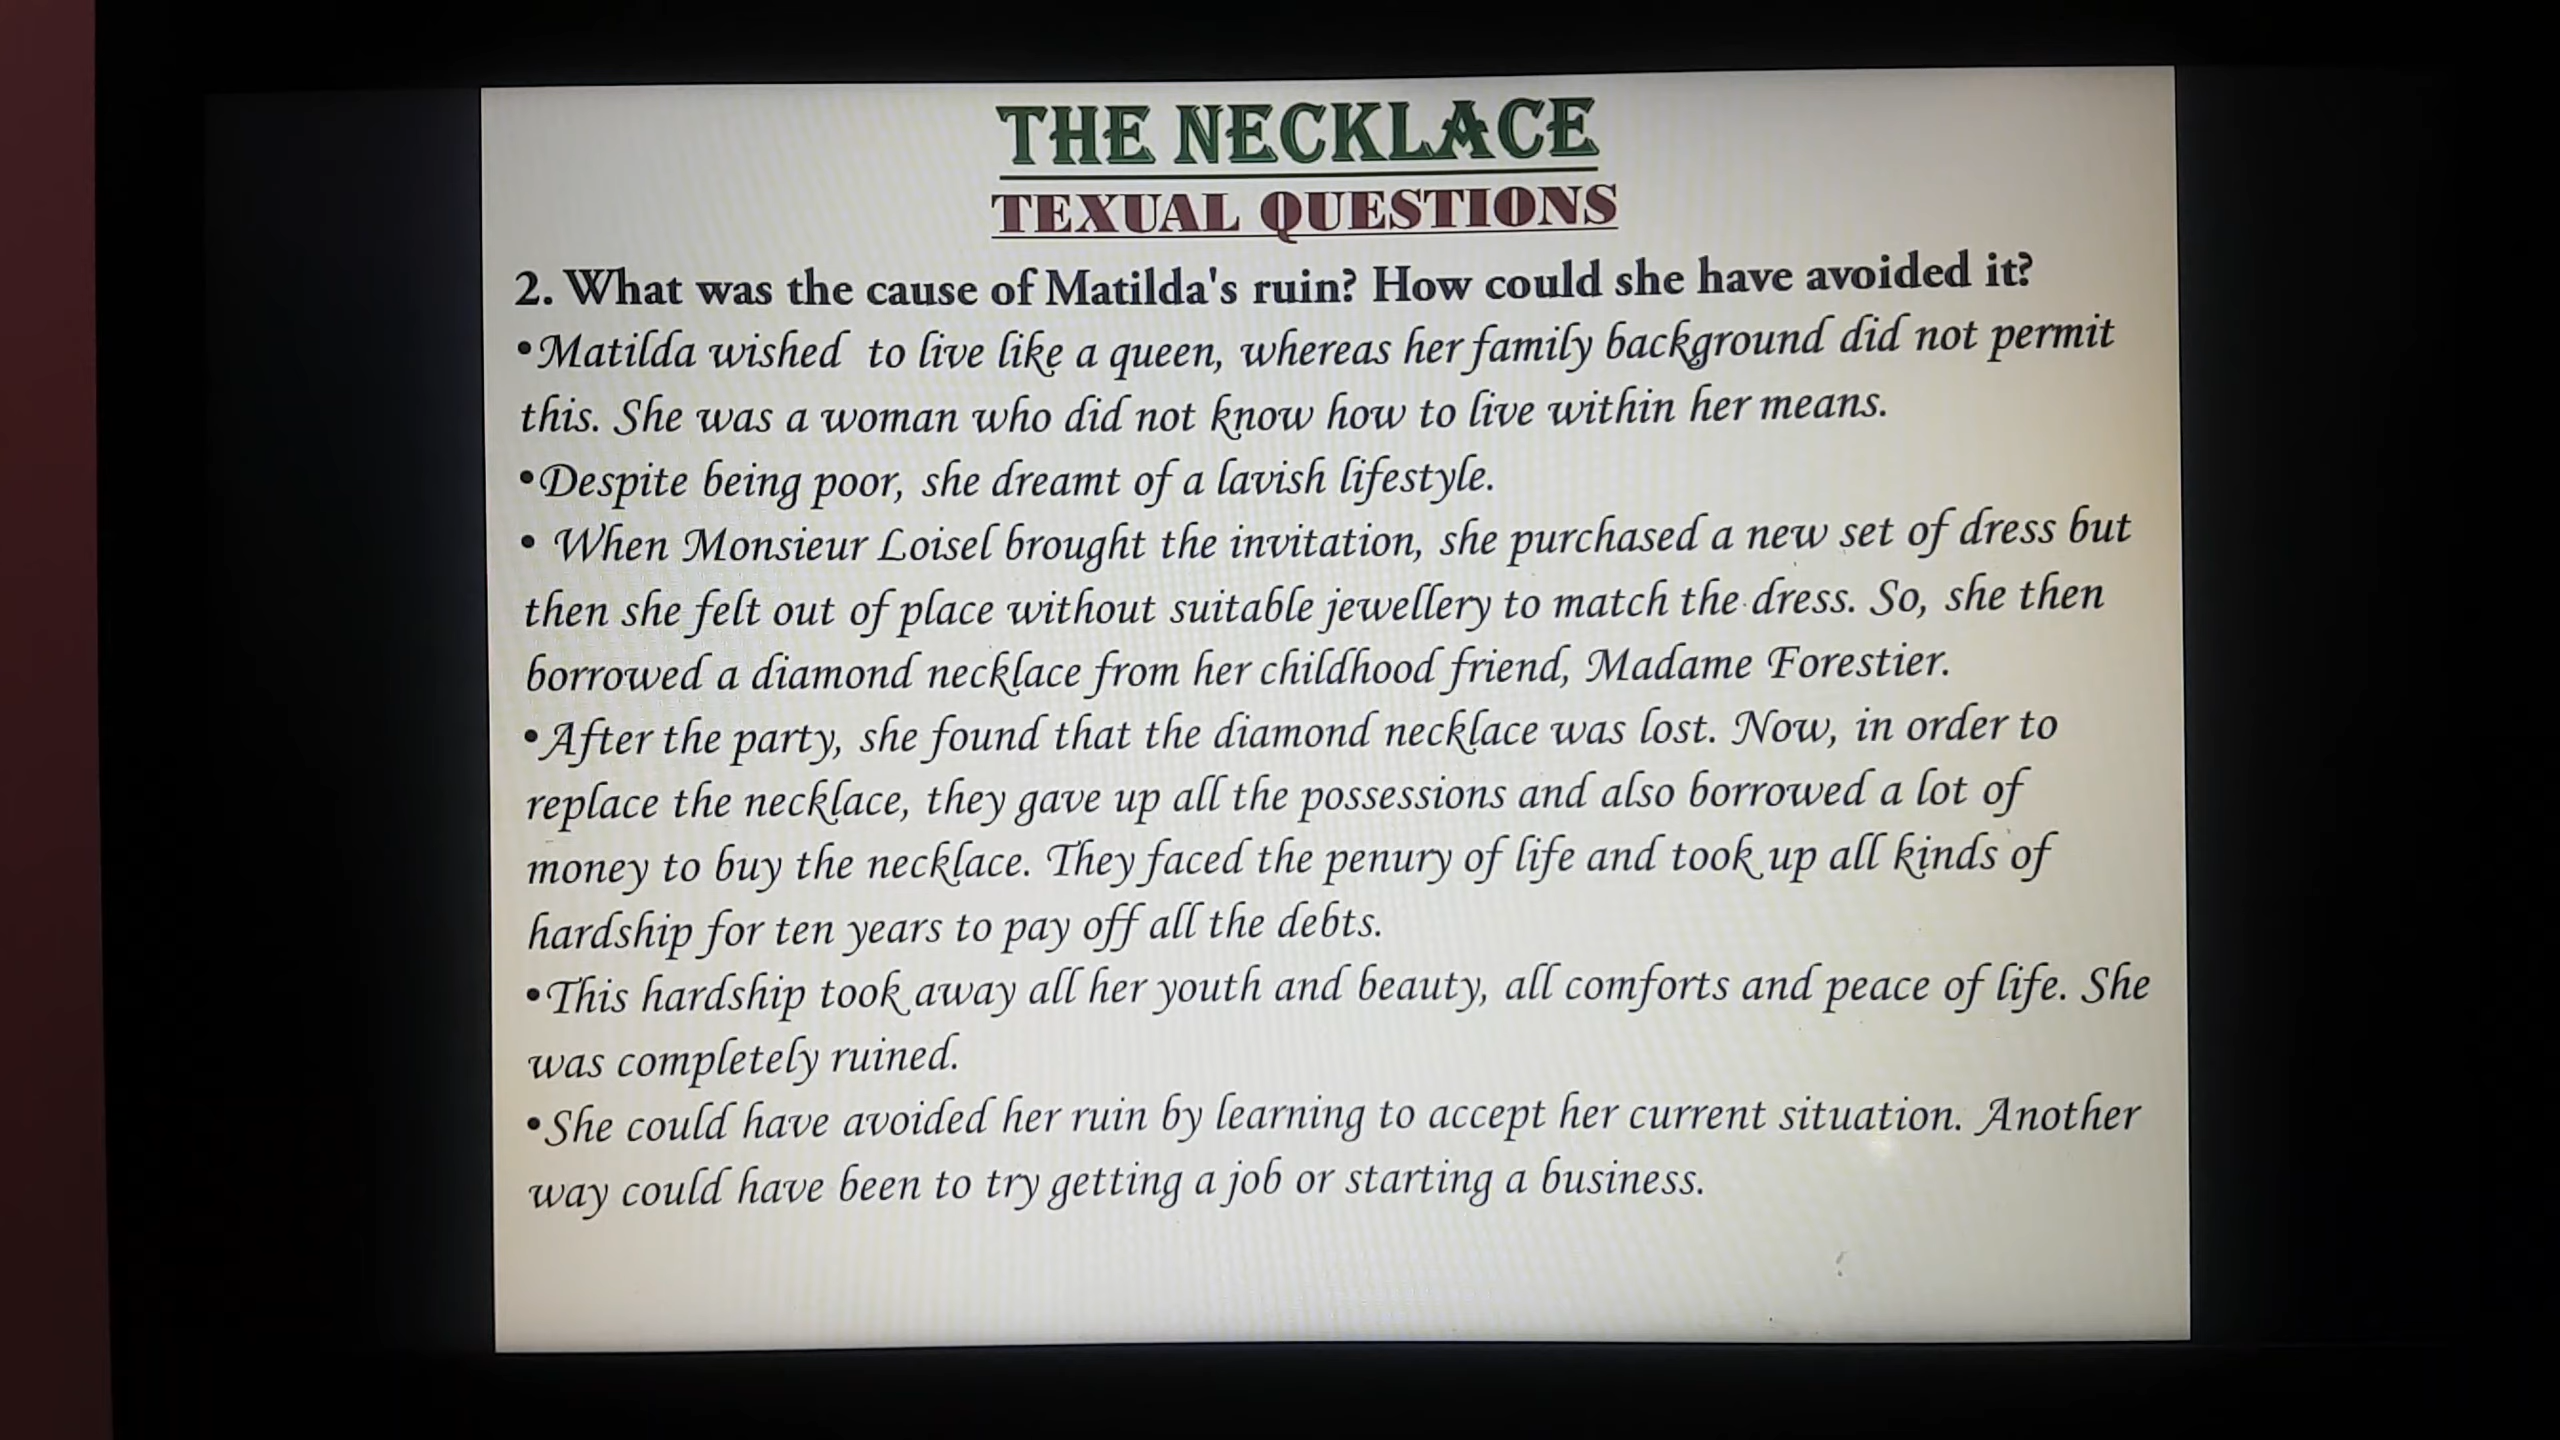 THE NECKLACE
TEXUAL QUESTIONS
2. What was the cause of Matilda's ruin? How could she have avoided it?
•Matilda wished to live like a queen, whereas her family background did not permit
this. She was a woman who did not know how to live within her means.
•Despite being poor, she dreamt of a lavish lifestyle.
• When Monsieur Loisel brought the invitation, she purchased a new set of dress but
then she felt out of place without suitable jewellery to match the dress. So, she then
borrowed a diamond necklace from her childhood friend, Madame Forestier.
•After the party, she found that the diamond necklace was lost. Now, in order to
replace the necklace, they gave up all the possessions and also borrowed a lot of
money to buy the necklace. They faced the penury of life and took up all kinds of
hardship for ten years to pay off all the debts.
•This hardship took away all her youth and beauty, all comforts and peace of life. She
was completely ruined.
•She could have avoided her ruin by learning to accept her current situation. Another
way could have been to try getting a job or starting a business.